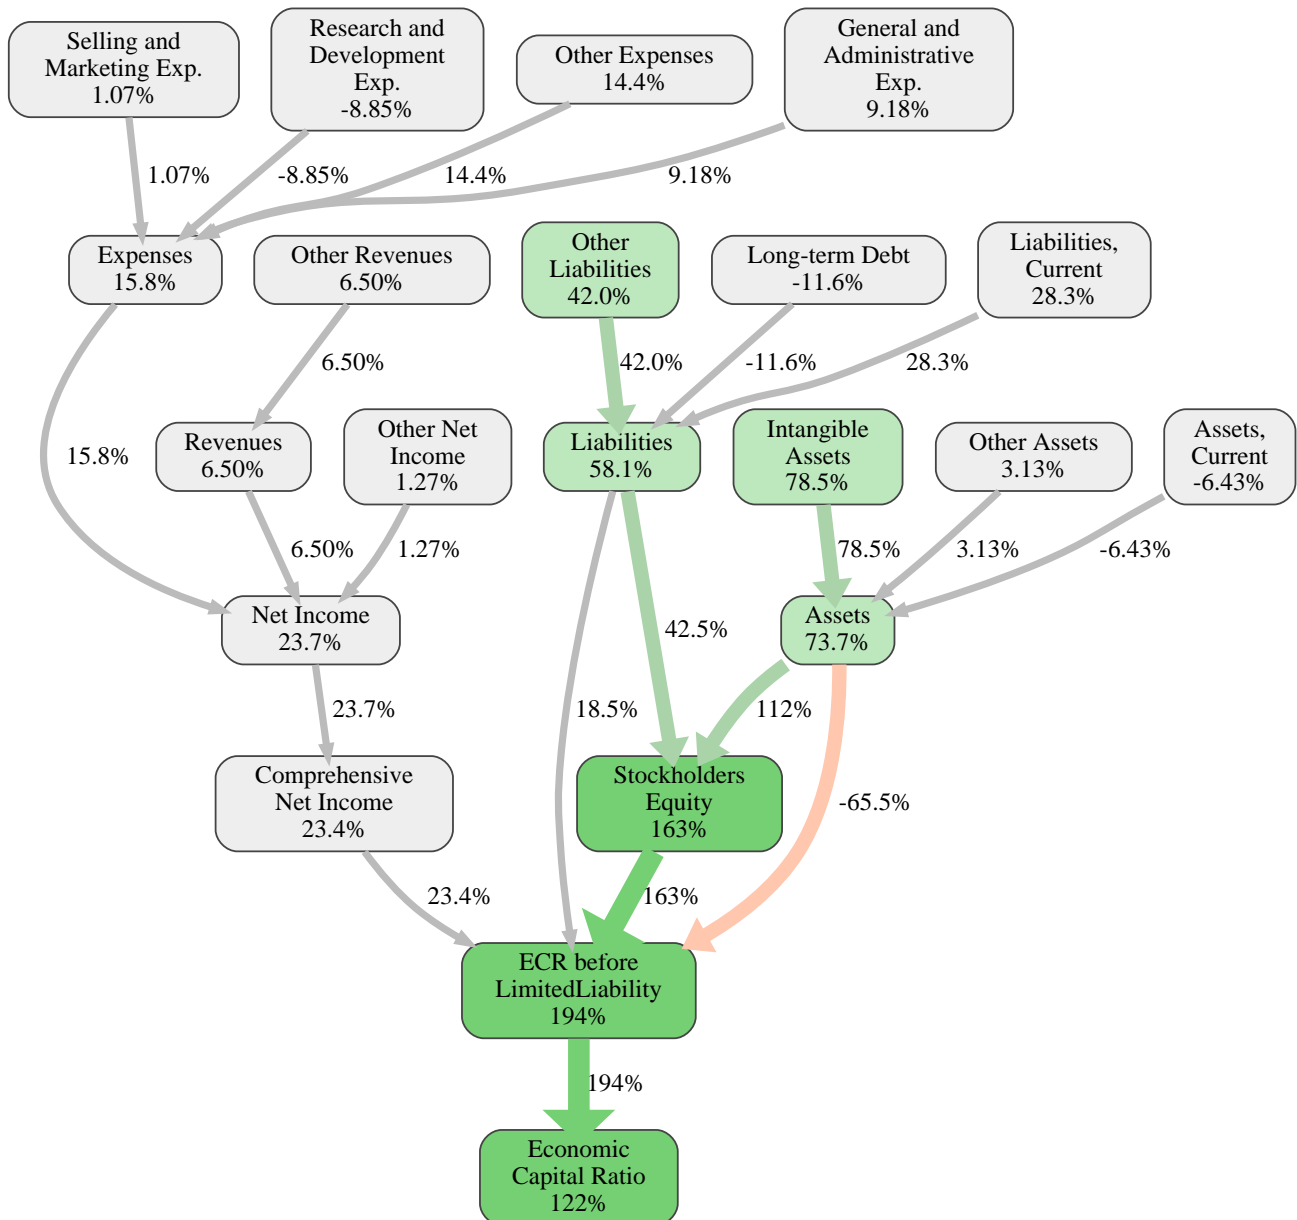 Selling and
Marketing Exp.
1.07%
Research and
Development
Exp.
-8.85%
Other Expenses
14.4%
General and
Administrative
Exp.
9.18%
1.07%
-8.85%
14.4%
9.18%
Expenses
15.8%
Other Revenues
6.50%
Other
Liabilities
42.0%
Long-term Debt
-11.6%
Liabilities,
Current
28.3%
6.50%
42.0%
-11.6%
28.3%
15.8%
Revenues
6.50%
Other Net
Income
1.27%
Liabilities
58.1%
Intangible
Assets
78.5%
Other Assets
3.13%
Assets,
Current
-6.43%
6.50%
1.27%
78.5%
3.13%
-6.43%
Net Income
23.7%
42.5%
Assets
73.7%
23.7%
18.5%
112%
Comprehensive
Net Income
23.4%
Stockholders
Equity
163%
-65.5%
23.4%
163%
ECR before
LimitedLiability
194%
194%
Economic
Capital Ratio
122%